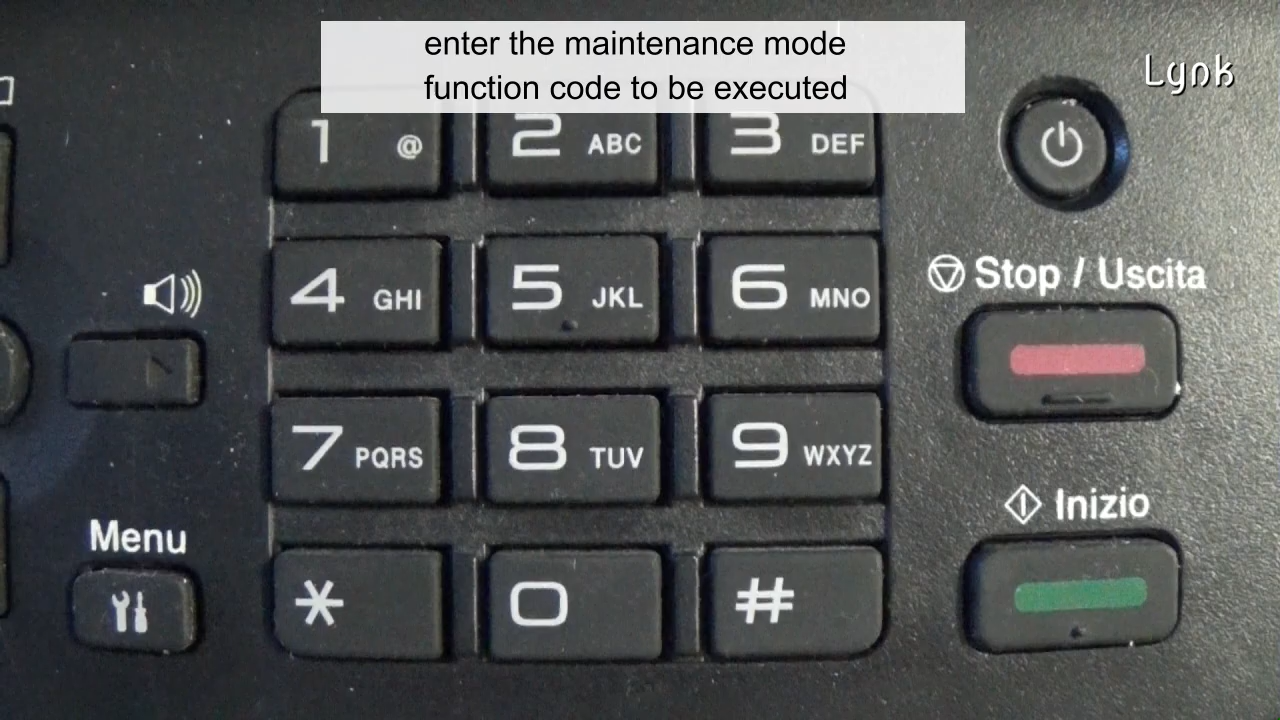 enter the maintenance mode
function code to be executed
Lynk
1 @
2 ABC
3 DEF
Stop / Uscita
4 GHI
5 JKL
6 MNO
7 PQRS
8 TUV
9 WXYZ
Inizio
Menu
*
0
#